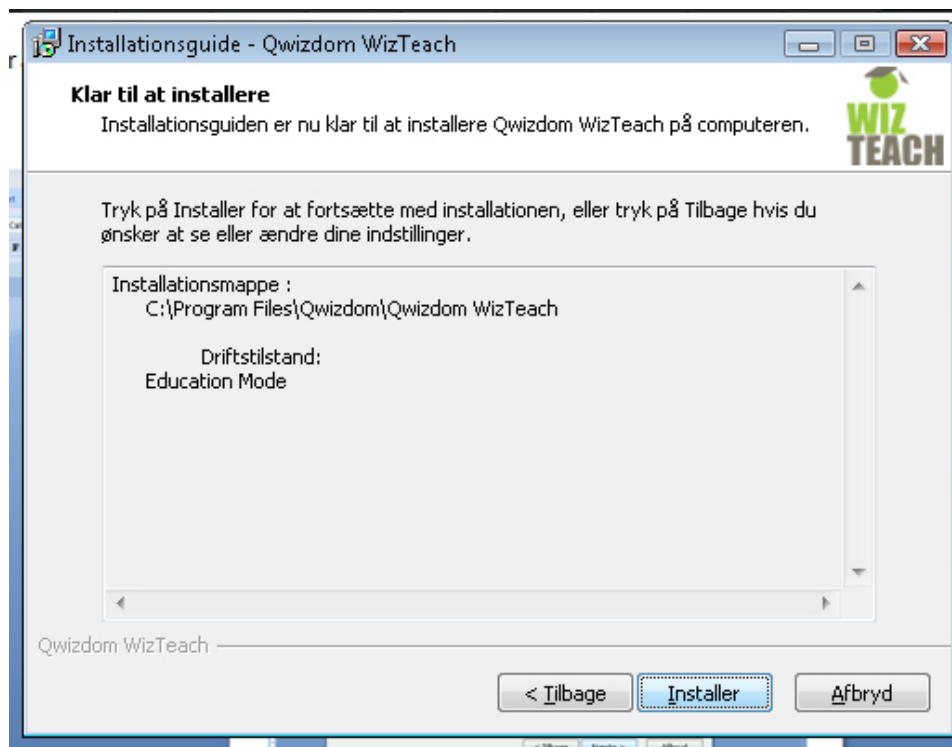 Installationsguide - Qwizdom WizTeach
Klar til at installere
Installationsguiden er nu klar til at installere Qwizdom WizTeach på computeren.
WIZ
TEACH
Tryk på Installer for at fortsætte med installationen, eller tryk på Tilbage hvis du
ønsker at se eller ændre dine indstillinger.
Installationsmappe :
C:\Program Files\Qwizdom\Qwizdom WizTeach
Driftstilstand:
Education Mode
Qwizdom WizTeach
< Tilbage
Installer
Afbryd